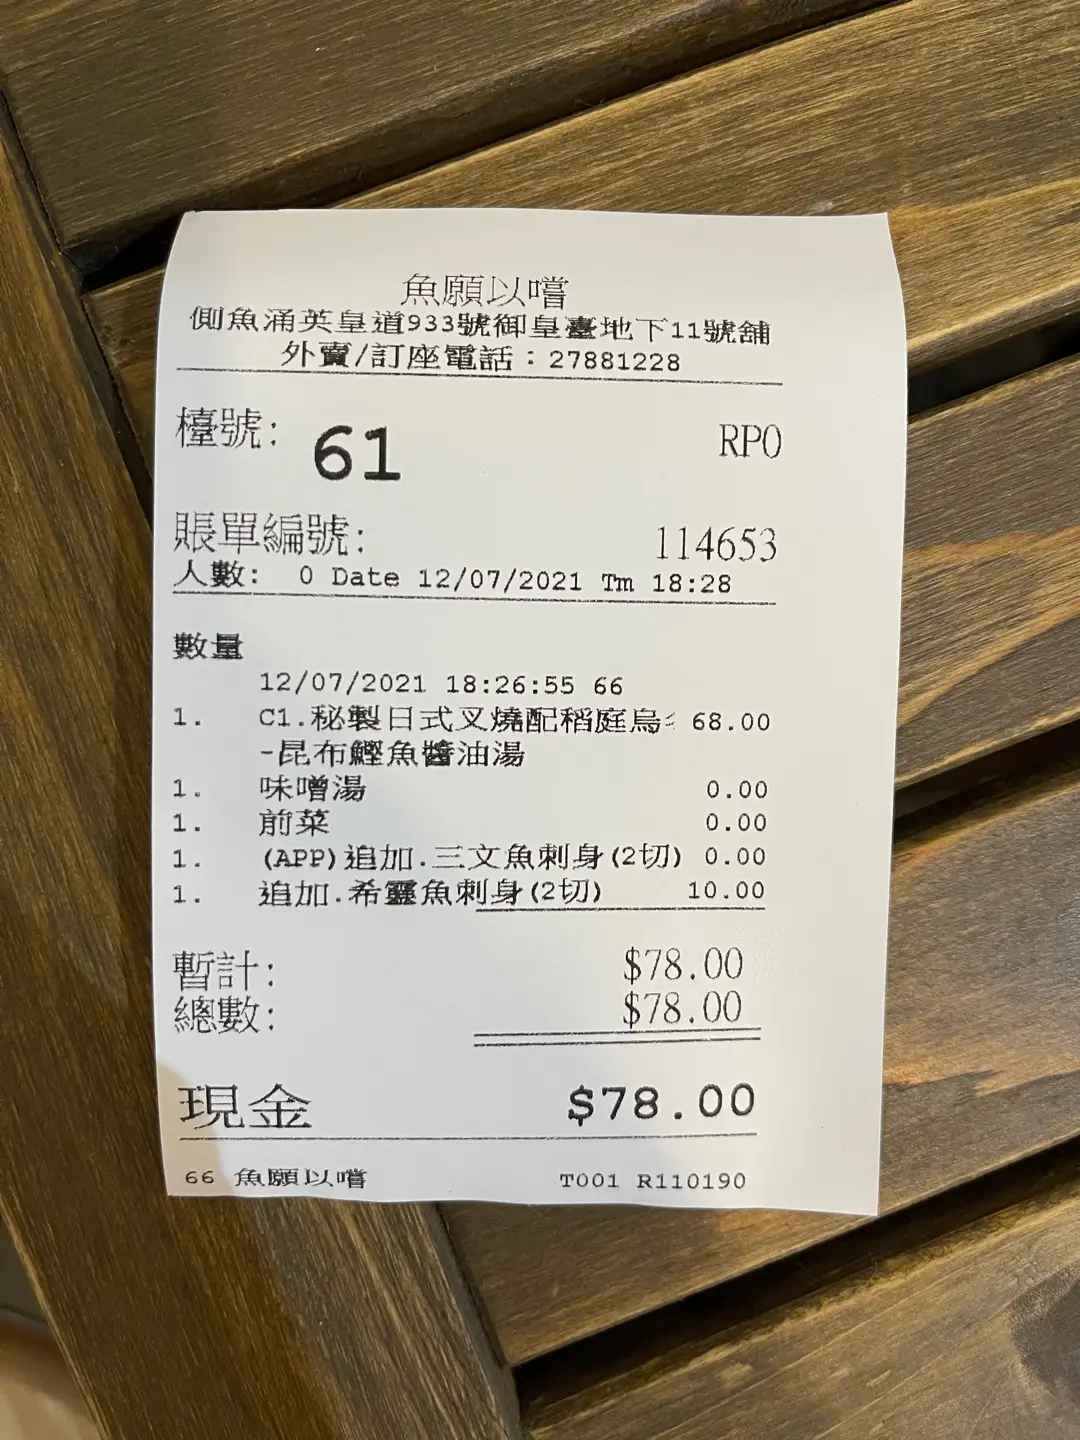 魚願以嚐
側魚涌英皇道933號御皇臺地下11號舖
外賣/訂座電話：27881228
檯號: 61 RPO
賬單編號: 114653
人數: 0 Date 12/07/2021 Tm 18:28
數量
12/07/2021 18:26:55 66
1. C1.秘製日式叉燒配稻庭烏 68.00
-昆布鰹魚醬油湯
1. 味噌湯 0.00
1. 前菜 0.00
1. (APP)追加.三文魚刺身(2切) 0.00
1. 追加.希靈魚刺身(2切) 10.00
暫計: $78.00
總數: $78.00
現金 $78.00
66 魚願以嚐 T001 R110190